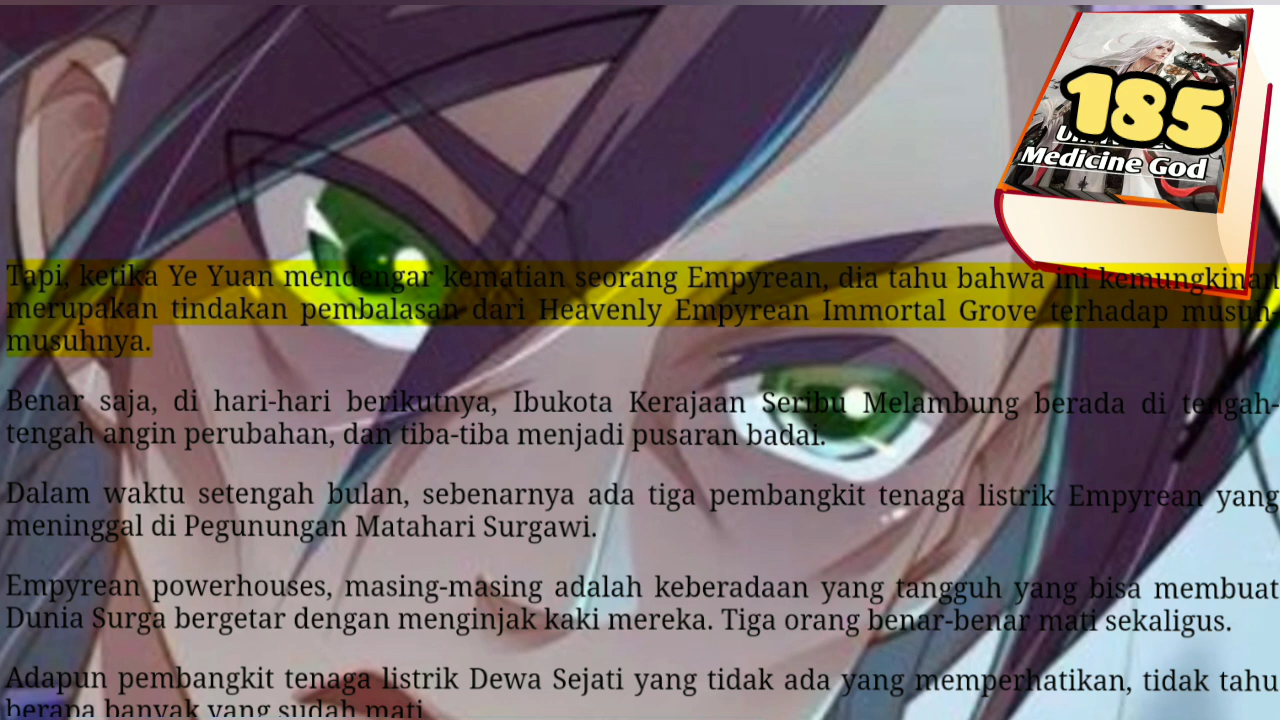 185
Medicine God
Tapi, ketika Ye Yuan mendengar kematian seorang Empyrean, dia tahu bahwa ini kemungkinan
merupakan tindakan pembalasan dari Heavenly Empyrean Immortal Grove terhadap musuh-
musuhnya.
Benar saja, di hari-hari berikutnya, Ibukota Kerajaan Seribu Melambung berada di tengah-
tengah angin perubahan, dan tiba-tiba menjadi pusaran badai.
Dalam waktu setengah bulan, sebenarnya ada tiga pembangkit tenaga listrik Empyrean yang
meninggal di Pegunungan Matahari Surgawi.
Empyrean powerhouses, masing-masing adalah keberadaan yang tangguh yang bisa membuat
Dunia Surga bergetar dengan menginjak kaki mereka. Tiga orang benar-benar mati sekaligus.
Adapun pembangkit tenaga listrik Dewa Sejati yang tidak ada yang memperhatikan, tidak tahu
berapa banyak yang sudah mati